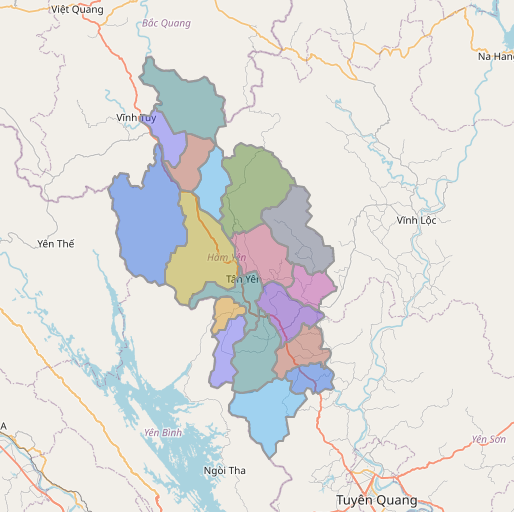 Việt Quang
Bắc Quang
Na Hang
Vĩnh Tuy
Vĩnh Lộc
Yên Thế
Hàm Yên
Tân Yên
A
Yên Bình
Yên Sơn
Ngòi Tha
Tuyên Quang